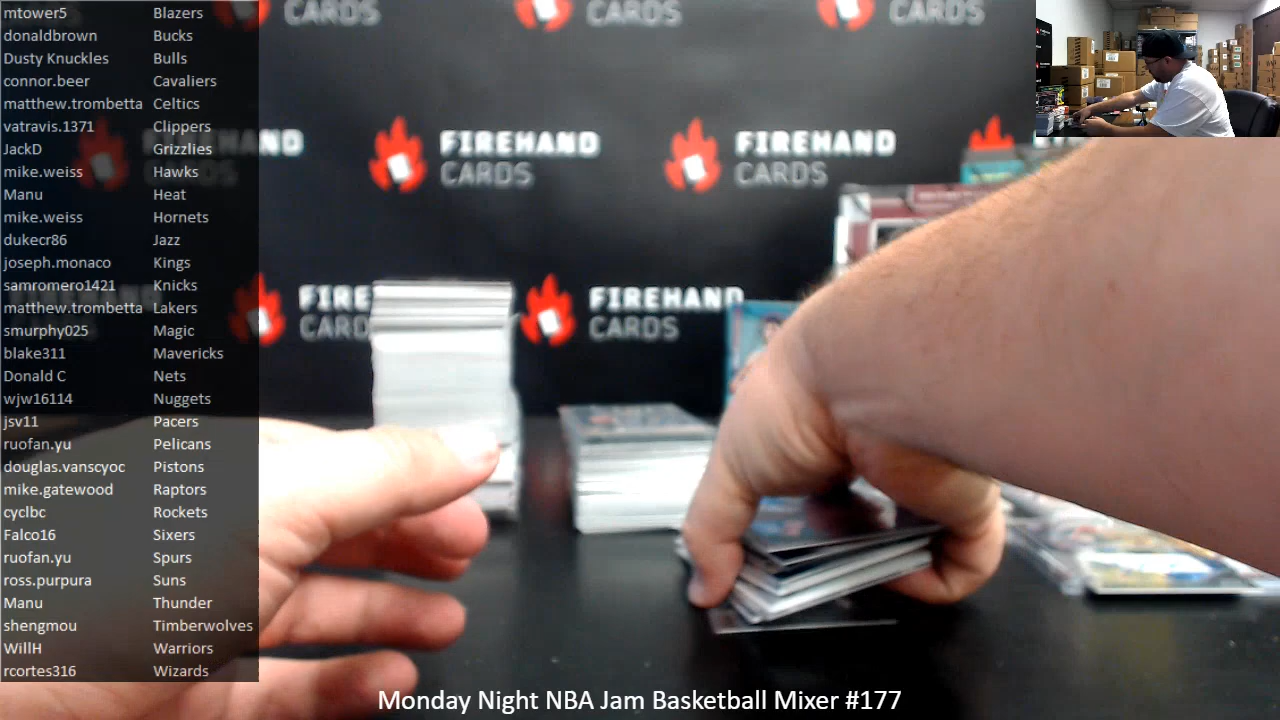 mtower5 Blazers
donaldbrown Bucks
Dusty Knuckles Bulls
connor.beer Cavaliers
matthew.trombetta Celtics
vatravis.1371 Clippers
JackD Grizzlies
mike.weiss Hawks
Manu Heat
mike.weiss Hornets
dukecr86 Jazz
joseph.monaco Kings
samromero1421 Knicks
matthew.trombetta Lakers
smurphy025 Magic
blake311 Mavericks
Donald C Nets
wjw16114 Nuggets
jsv11 Pacers
ruofan.yu Pelicans
douglas.vanscyoc Pistons
mike.gatewood Raptors
cyclbc Rockets
Falco16 Sixers
ruofan.yu Spurs
ross.purpura Suns
Manu Thunder
shengmou Timberwolves
WillH Warriors
rcortes316 Wizards
CARDS
CARDS
CARDS
FIREHAND
CARDS
FIREHAND
CARDS
FIRE
CARD
FIREHAND
CARDS
Monday Night NBA Jam Basketball Mixer #177